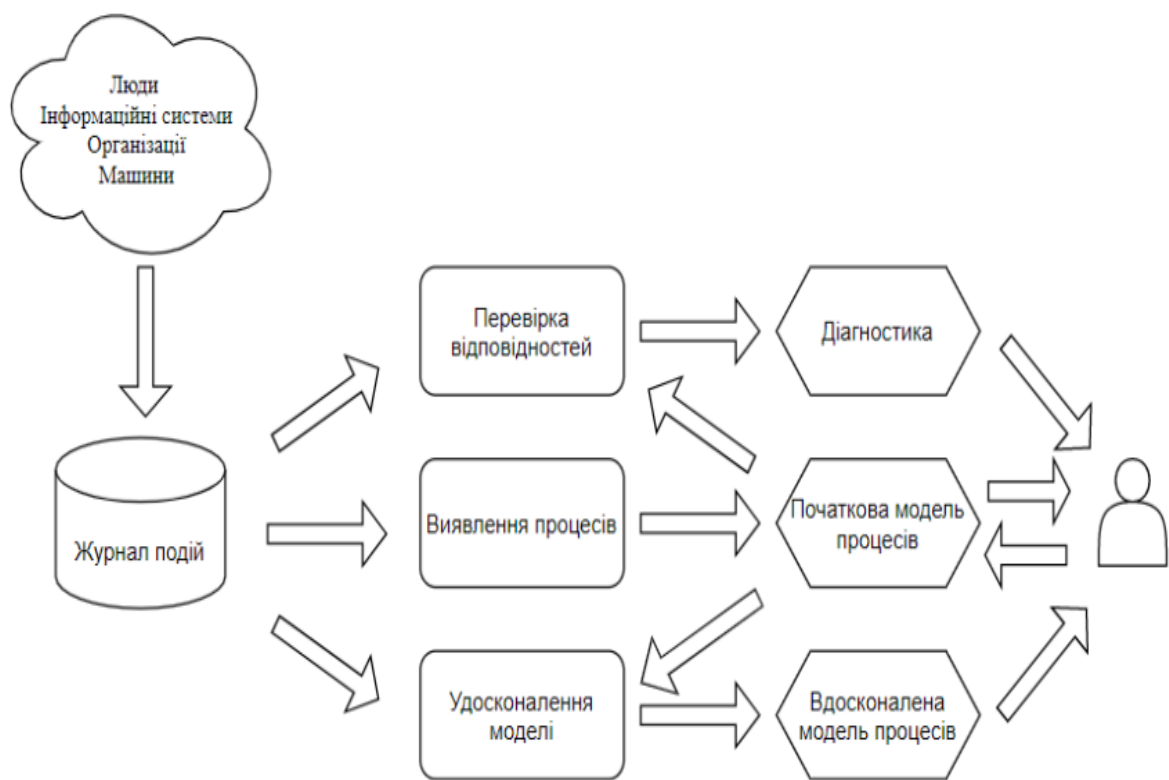 Люди
Інформаційні системи
Організації
Машини
Перевірка
відповідностей
Діагностика
Журнал подій
Виявлення процесів
Початкова модель
процесів
Удосконалення
моделі
Вдосконалена
модель процесів